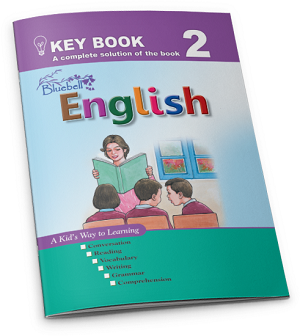 KEY BOOK 2
A complete solution of the book
Bluebell
English
A Kid's Way to Learning
Conversation
Reading
Vocabulary
Writing
Grammar
Comprehension